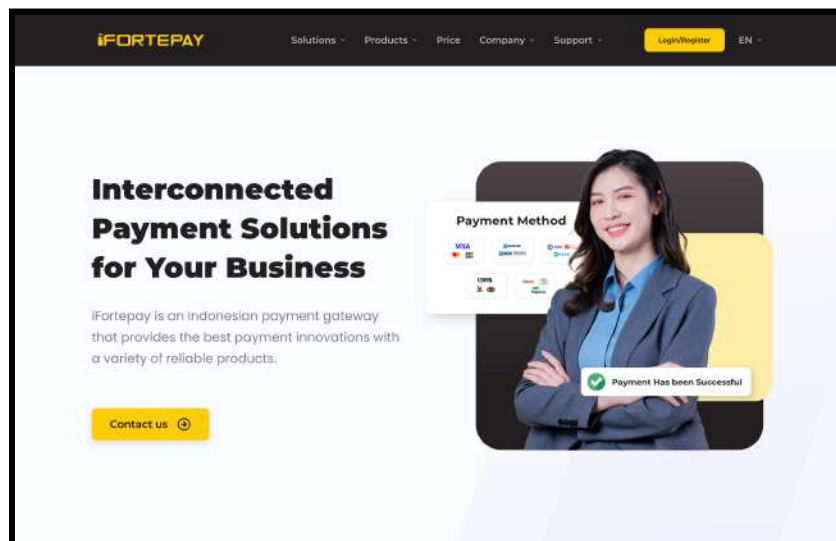 iFORTEPAY
Solutions
Products
Price
Company
Support
Login/Register
EN
Interconnected
Payment Solutions
for Your Business
iFortepay is an Indonesian payment gateway
that provides the best payment innovations with
a variety of reliable products.
Contact us
Payment Method
VISA
Payment Has been Successful